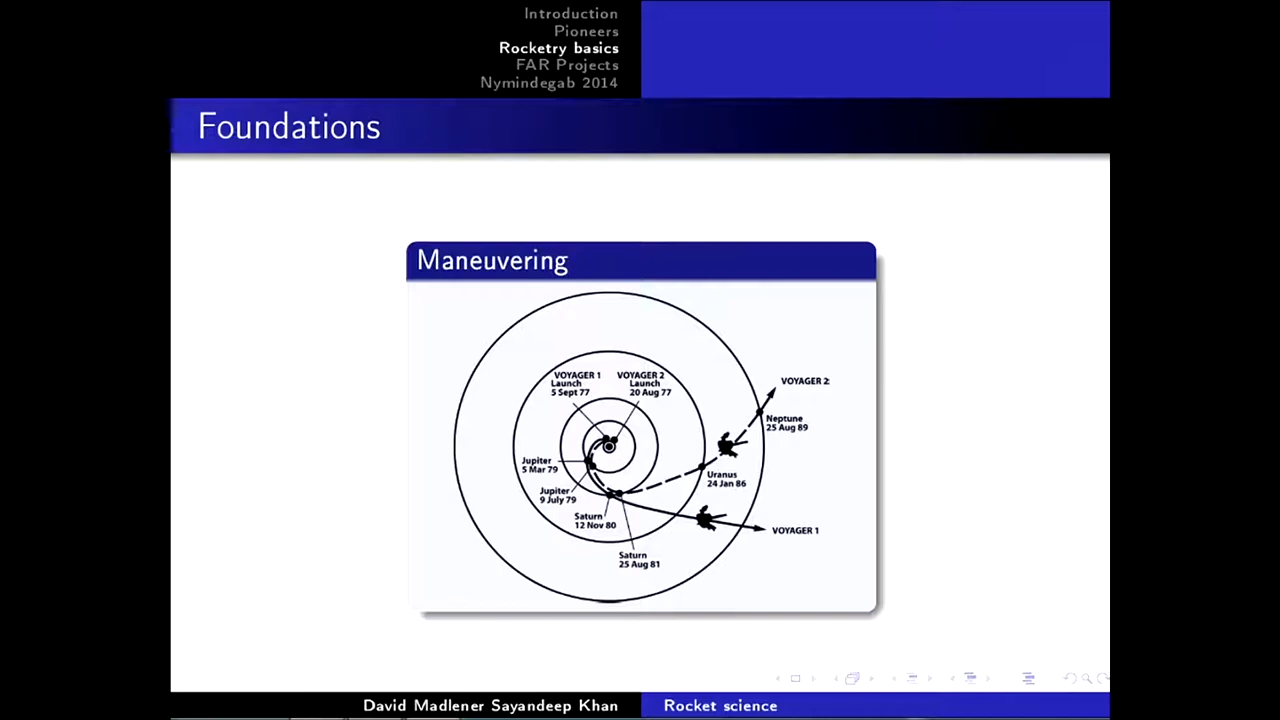 Introduction
Pioneers
Rocketry basics
FAR Projects
Nymindegab 2014
Foundations
Maneuvering
VOYAGER 1
Launch
5 Sept 77
VOYAGER 2
Launch
20 Aug 77
VOYAGER 2
Neptune
25 Aug 89
Jupiter
5 Mar 79
Uranus
24 Jan 86
Jupiter
9 July 79
Saturn
12 Nov 80
VOYAGER 1
Saturn
25 Aug 81
David Madlener Sayandeep Khan
Rocket science